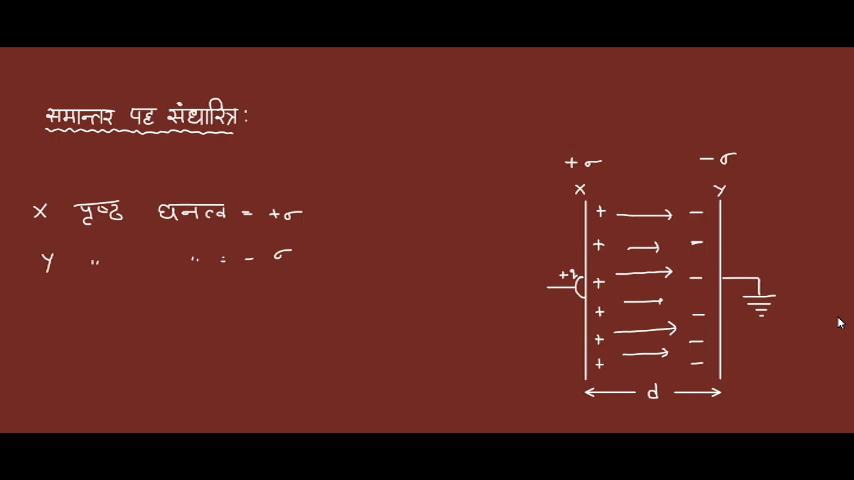 समान्तर पट्ट संधारित्र :
X पृष्ठ घनत्व = +σ
Y " " = - σ
+σ - σ
X Y
+q
d